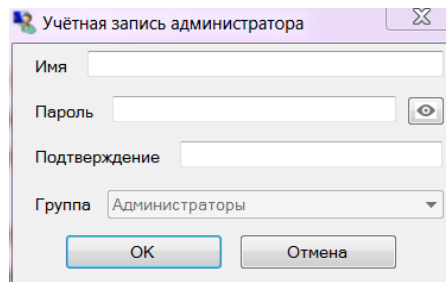 Учётная запись администратора
Имя
Пароль
Подтверждение
Группа Администраторы
OK Отмена